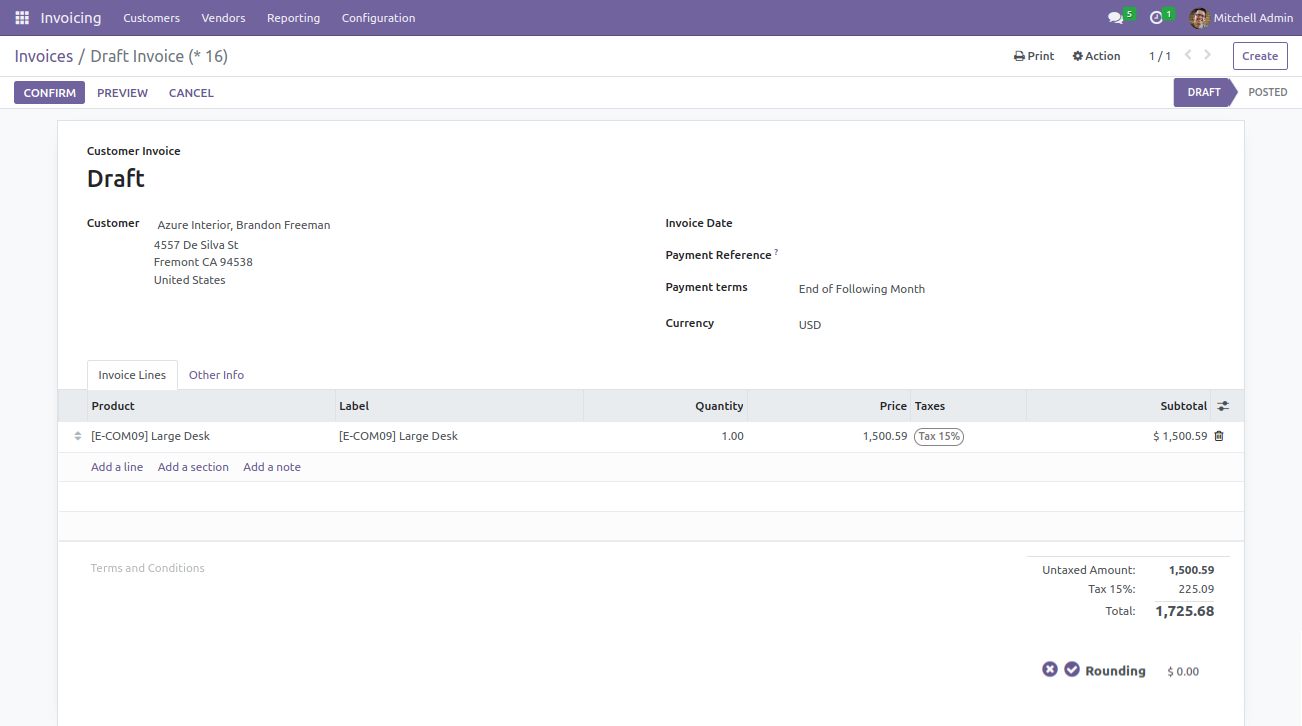 Invoicing Customers Vendors Reporting Configuration 5 1 Mitchell Admin
Invoices / Draft Invoice (* 16) Print Action 1 / 1 Create
CONFIRM PREVIEW CANCEL DRAFT POSTED
Customer Invoice
Draft
Customer Azure Interior, Brandon Freeman
4557 De Silva St
Fremont CA 94538
United States
Invoice Date
Payment Reference ?
Payment terms End of Following Month
Currency USD
Invoice Lines Other Info
Product Label Quantity Price Taxes Subtotal
[E-COM09] Large Desk [E-COM09] Large Desk 1.00 1,500.59 Tax 15% $ 1,500.59
Add a line Add a section Add a note
Terms and Conditions
Untaxed Amount: 1,500.59
Tax 15%: 225.09
Total: 1,725.68
Rounding $ 0.00